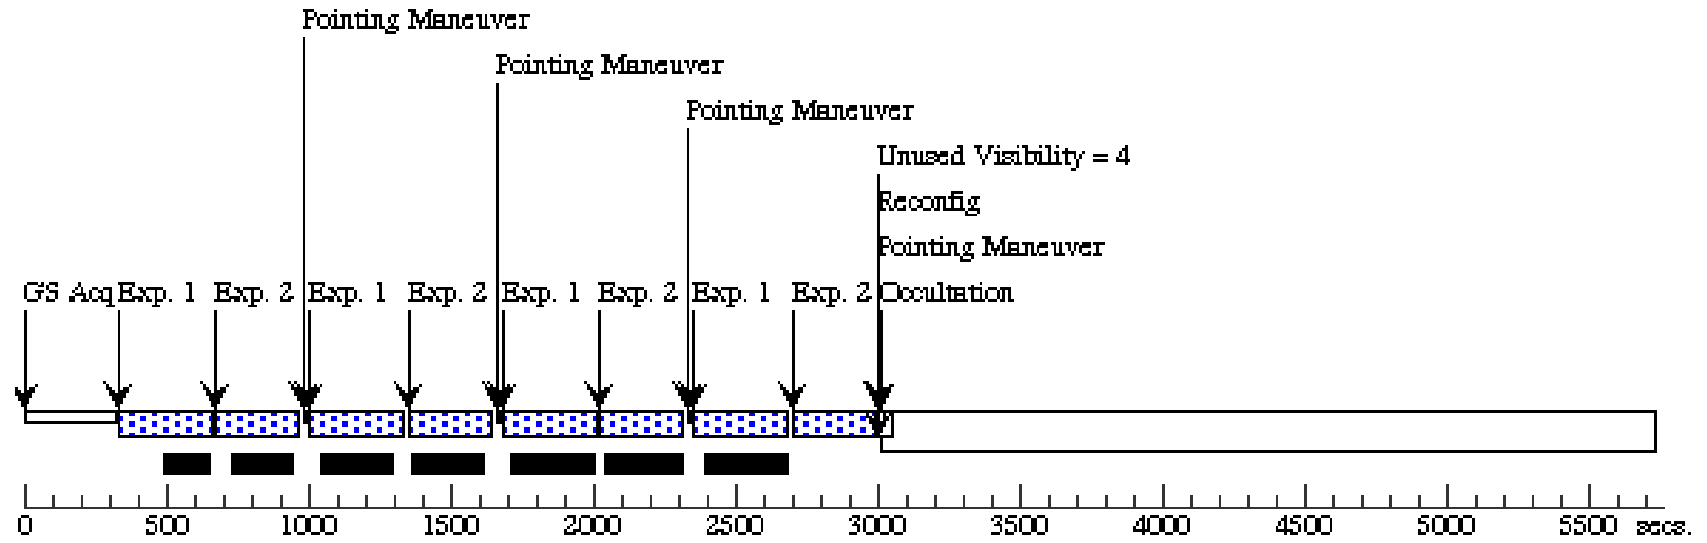 Pointing Maneuver
Pointing Maneuver
Pointing Maneuver
Unused Visibility = 4
Reconfig
Pointing Maneuver
GS Acq Exp. 1 Exp. 2 Exp. 1 Exp. 2 Exp. 1 Exp. 2 Exp. 1 Exp. 2 Occultation
0 500 1000 1500 2000 2500 3000 3500 4000 4500 5000 5500 secs.